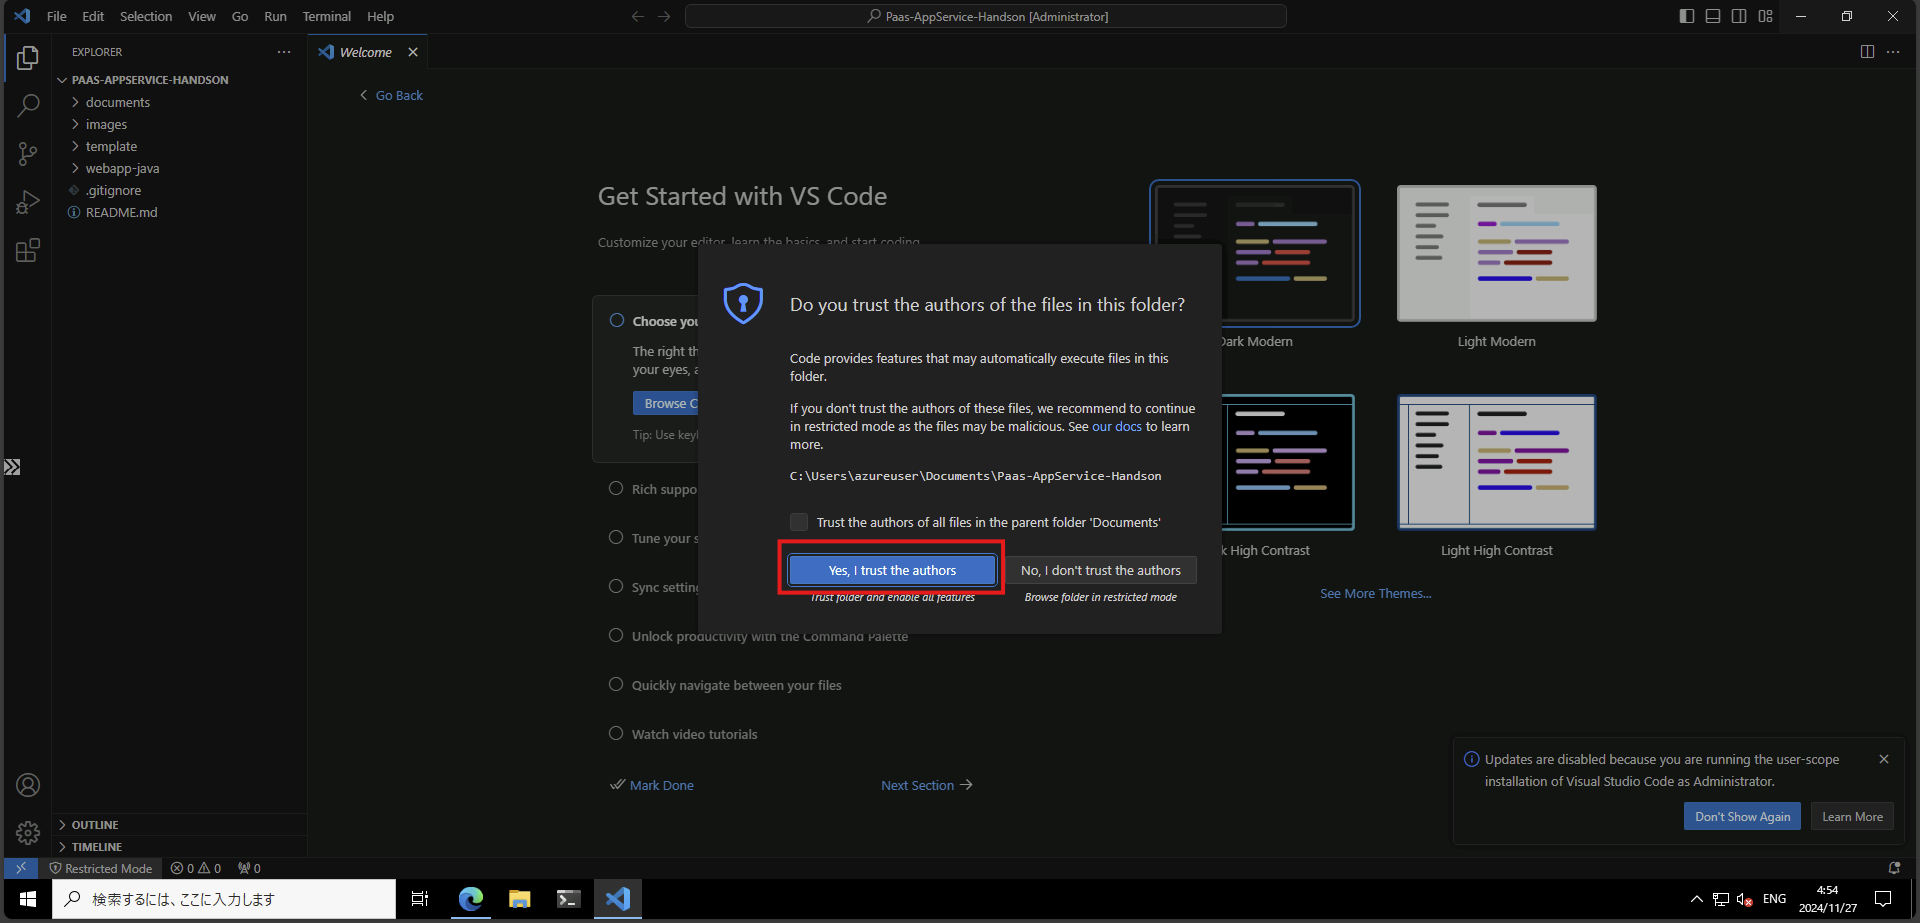 File Edit Selection View Go Run Terminal Help
Paas-AppService-Handson [Administrator]
EXPLORER
PAAS-APPSERVICE-HANDSON
documents
images
template
webapp-java
.gitignore
README.md
OUTLINE
TIMELINE
Welcome
Go Back
Get Started with VS Code
Customize your editor, learn the basics, and start coding
Choose you
The right th
your eyes, a
Browse C
Tip: Use key
Rich suppo
Tune your s
Sync setting
Unlock productivity with the Command Palette
Quickly navigate between your files
Watch video tutorials
Mark Done
Next Section
Do you trust the authors of the files in this folder?
Code provides features that may automatically execute files in this
folder.
If you don't trust the authors of these files, we recommend to continue
in restricted mode as the files may be malicious. See our docs to learn
more.
C:\Users\azureuser\Documents\Paas-AppService-Handson
Trust the authors of all files in the parent folder 'Documents'
Yes, I trust the authors
No, I don't trust the authors
Trust folder and enable all features
Browse folder in restricted mode
Dark Modern
Light Modern
k High Contrast
Light High Contrast
See More Themes...
Updates are disabled because you are running the user-scope
installation of Visual Studio Code as Administrator.
Don't Show Again
Learn More
Restricted Mode
0 0
0
検索するには、ここに入力します
ENG
4:54
2024/11/27